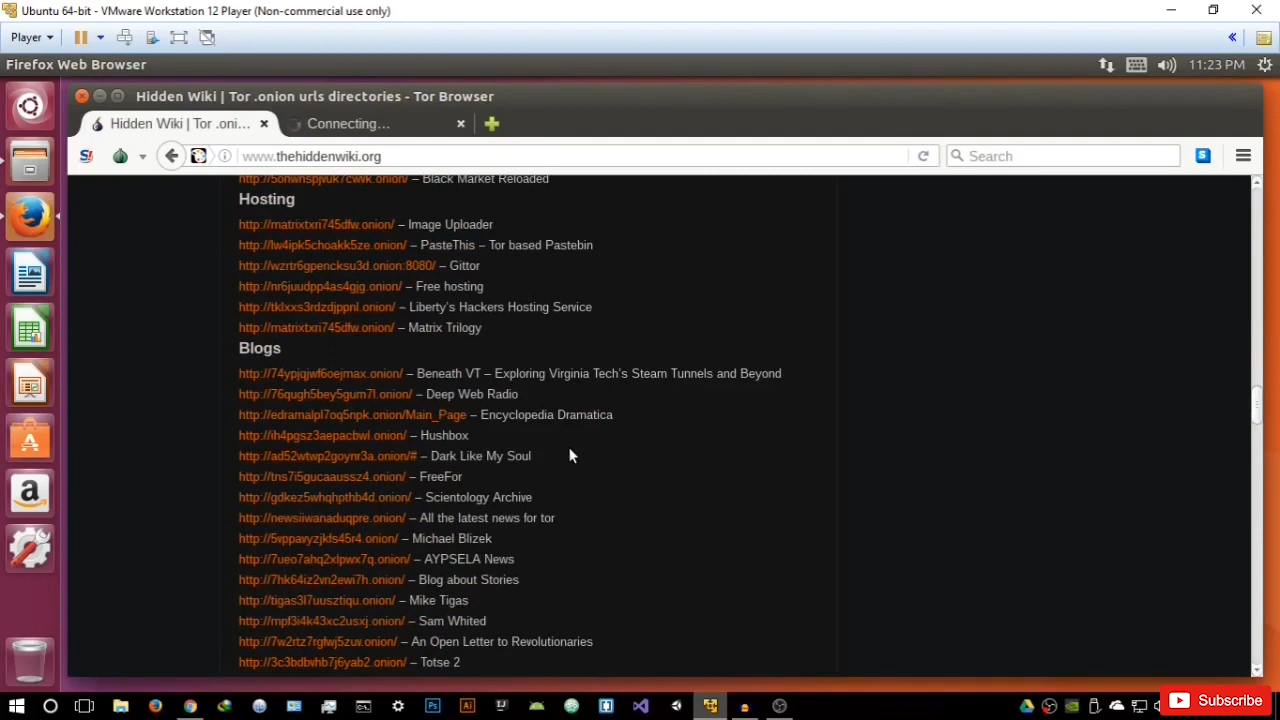 Ubuntu 64-bit - VMware Workstation 12 Player (Non-commercial use only)
Player
Firefox Web Browser
11:23 PM
Hidden Wiki | Tor .onion urls directories - Tor Browser
Hidden Wiki | Tor .oni…
Connecting…
www.thehiddenwiki.org
Search
http://5onwnspjvuk7cwvk.onion/ – Black Market Reloaded
Hosting
http://matrixtxri745dfw.onion/ – Image Uploader
http://lw4ipk5choakk5ze.onion/ – PasteThis – Tor based Pastebin
http://wzrtr6gpencksu3d.onion:8080/ – Gittor
http://nr6juudpp4as4gjg.onion/ – Free hosting
http://tklxxs3rdzdjppnl.onion/ – Liberty's Hackers Hosting Service
http://matrixtxri745dfw.onion/ – Matrix Trilogy
Blogs
http://74ypjqjwf6oejmax.onion/ – Beneath VT – Exploring Virginia Tech's Steam Tunnels and Beyond
http://76qugh5bey5gum7l.onion/ – Deep Web Radio
http://edramalpl7oq5npk.onion/Main_Page – Encyclopedia Dramatica
http://ih4pgsz3aepacbwl.onion/ – Hushbox
http://ad52wtwp2goynr3a.onion/# – Dark Like My Soul
http://tns7i5gucaaussz4.onion/ – FreeFor
http://gdkez5whqhpthb4d.onion/ – Scientology Archive
http://newsiiwanaduqpre.onion/ – All the latest news for tor
http://5vppavyzjkfs45r4.onion/ – Michael Blizek
http://7ueo7ahq2xlpwx7q.onion/ – AYPSELA News
http://7hk64iz2vn2ewi7h.onion/ – Blog about Stories
http://tigas3l7uusztiqu.onion/ – Mike Tigas
http://mpf3i4k43xc2usxj.onion/ – Sam Whited
http://7w2rtz7rgfwj5zuv.onion/ – An Open Letter to Revolutionaries
http://3c3bdbvhb7j6yab2.onion/ – Totse 2
Subscribe